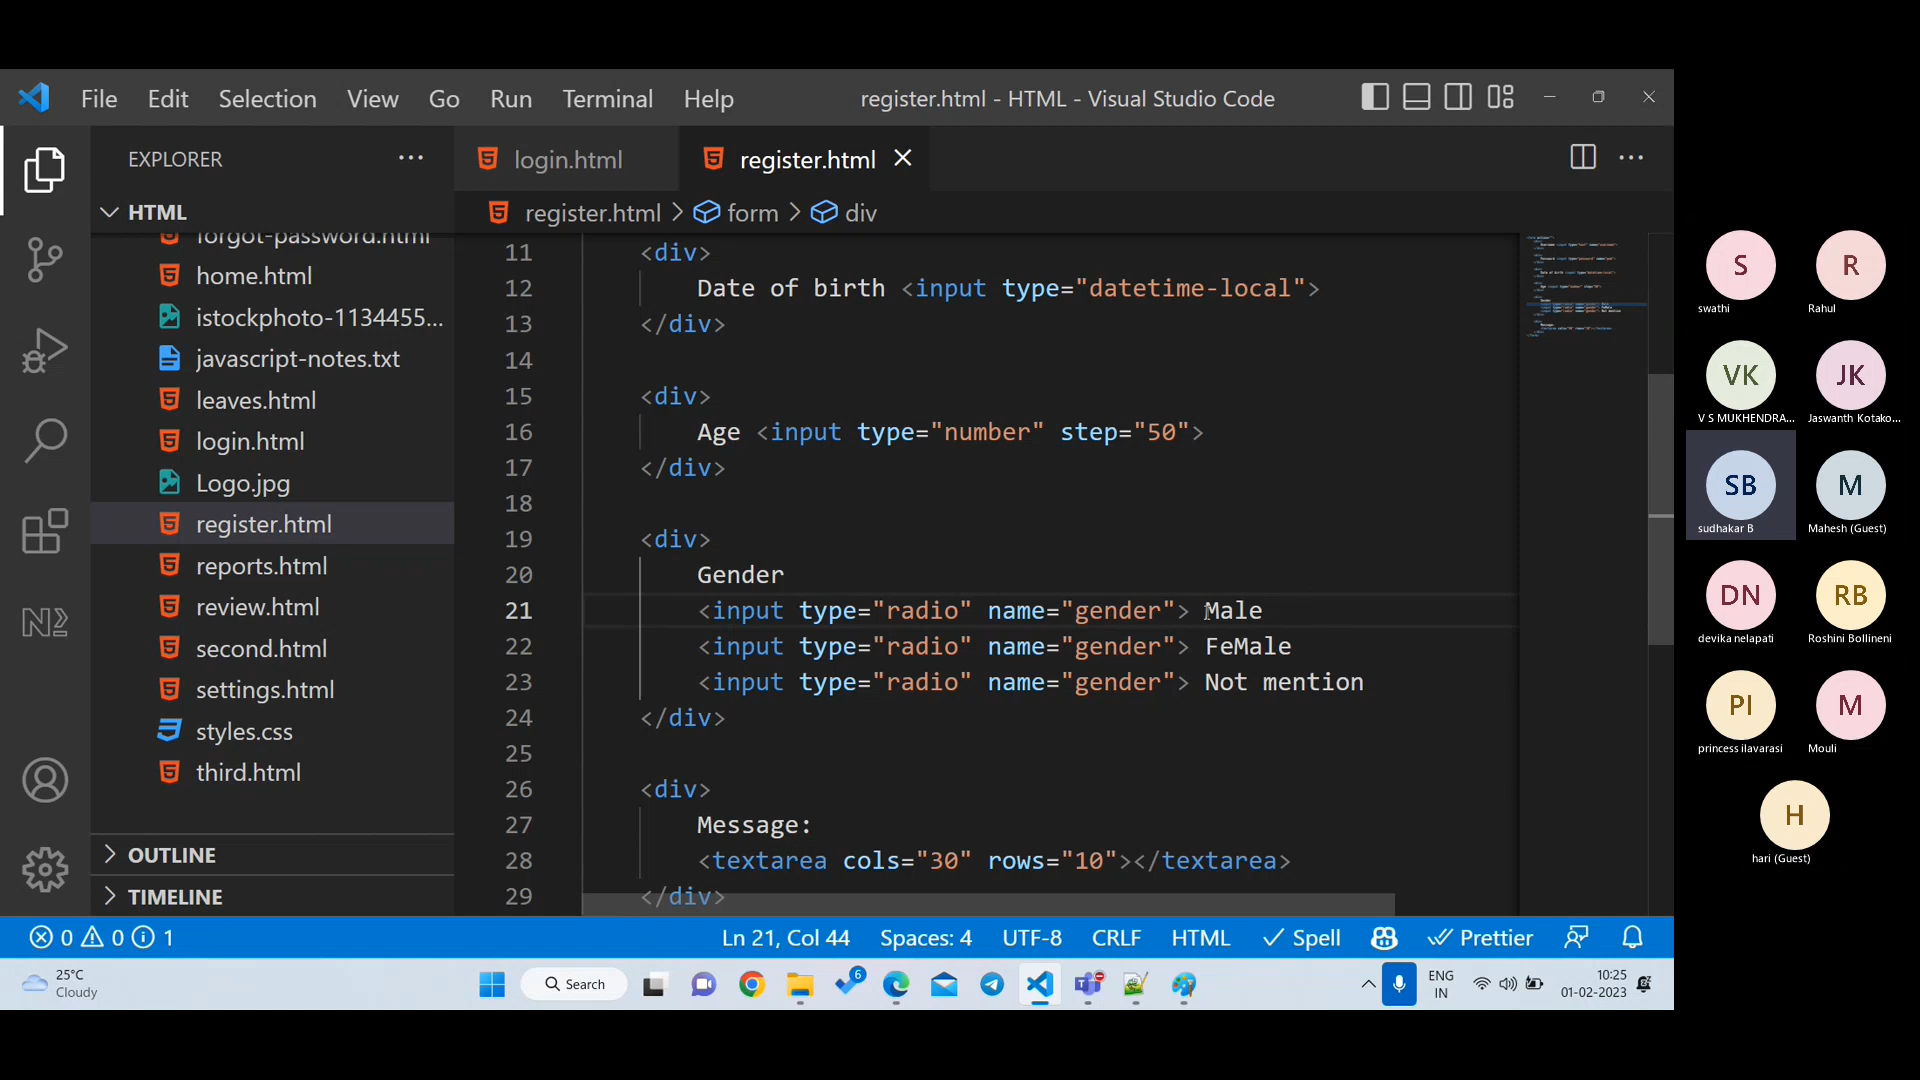 File Edit Selection View Go Run Terminal Help
register.html - HTML - Visual Studio Code
EXPLORER
login.html
register.html
HTML
register.html > form > div
forgot-password.html
home.html
istockphoto-1134455...
javascript-notes.txt
leaves.html
login.html
Logo.jpg
register.html
reports.html
review.html
second.html
settings.html
styles.css
third.html
OUTLINE
TIMELINE
11 <div>
12 Date of birth <input type="datetime-local">
13 </div>
14
15 <div>
16 Age <input type="number" step="50">
17 </div>
18
19 <div>
20 Gender
21 <input type="radio" name="gender"> Male
22 <input type="radio" name="gender"> FeMale
23 <input type="radio" name="gender"> Not mention
24 </div>
25
26 <div>
27 Message:
28 <textarea cols="30" rows="10"></textarea>
29 </div>
0 0 1
Ln 21, Col 44 Spaces: 4 UTF-8 CRLF HTML Spell Prettier
25°C
Cloudy
Search
6
ENG
IN
10:25
01-02-2023
S
swathi
R
Rahul
VK
V S MUKHENDRA...
JK
Jaswanth Kotako...
SB
sudhakar B
M
Mahesh (Guest)
DN
devika nelapati
RB
Roshini Bollineni
PI
princess ilavarasi
M
Mouli
H
hari (Guest)